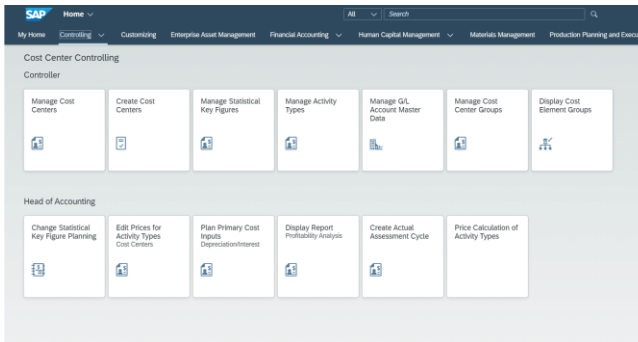 SAP Home All Search
My Home Controlling Customizing Enterprise Asset Management Financial Accounting Human Capital Management Materials Management Production Planning and Execu
Cost Center Controlling
Controller
Manage Cost Centers
Create Cost Centers
Manage Statistical Key Figures
Manage Activity Types
Manage G/L Account Master Data
Manage Cost Center Groups
Display Cost Element Groups
Head of Accounting
Change Statistical Key Figure Planning
Edit Prices for Activity Types
Cost Centers
Plan Primary Cost Inputs
Depreciation/Interest
Display Report
Profitability Analysis
Create Actual Assessment Cycle
Price Calculation of Activity Types